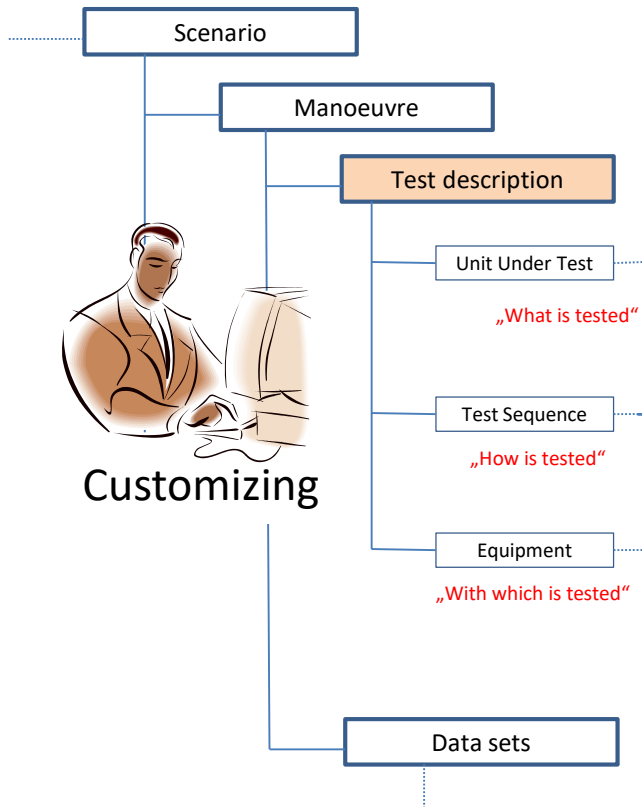 Scenario
Manoeuvre
Test description
Unit Under Test
„What is tested“
Test Sequence
„How is tested“
Customizing
Equipment
„With which is tested“
Data sets